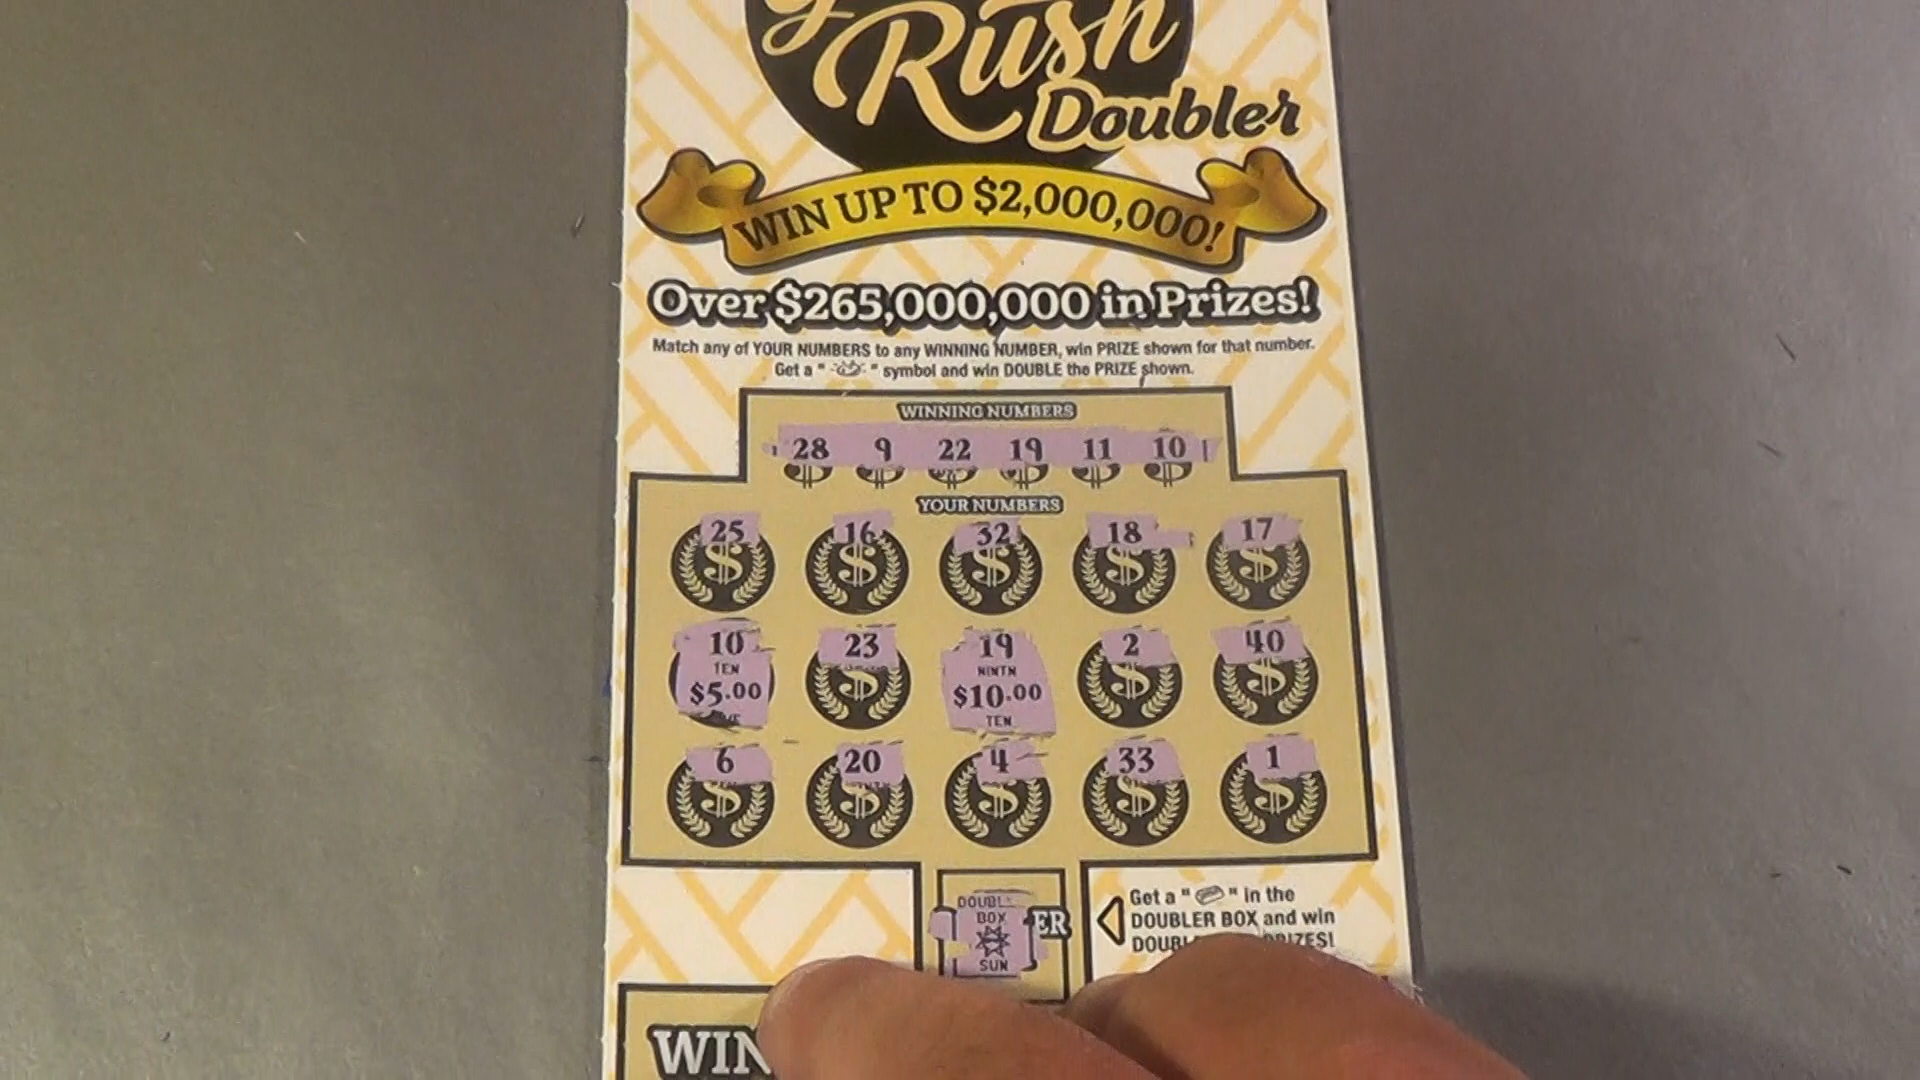 Rush
Doubler
WIN UP TO $2,000,000!
Over $265,000,000 in Prizes!
Match any of YOUR NUMBERS to any WINNING NUMBER, win PRIZE shown for that number.
Get a " " symbol and win DOUBLE the PRIZE shown.
WINNING NUMBERS
28 9 22 19 11 10
YOUR NUMBERS
25 16 32 18 17
10 23 19 2 40
TEN NINTN
$5.00 $10.00
TEN
6 20 4 33 1
DOUBL
BOX
ER
SUN
Get a " " in the
DOUBLER BOX and win
WIN